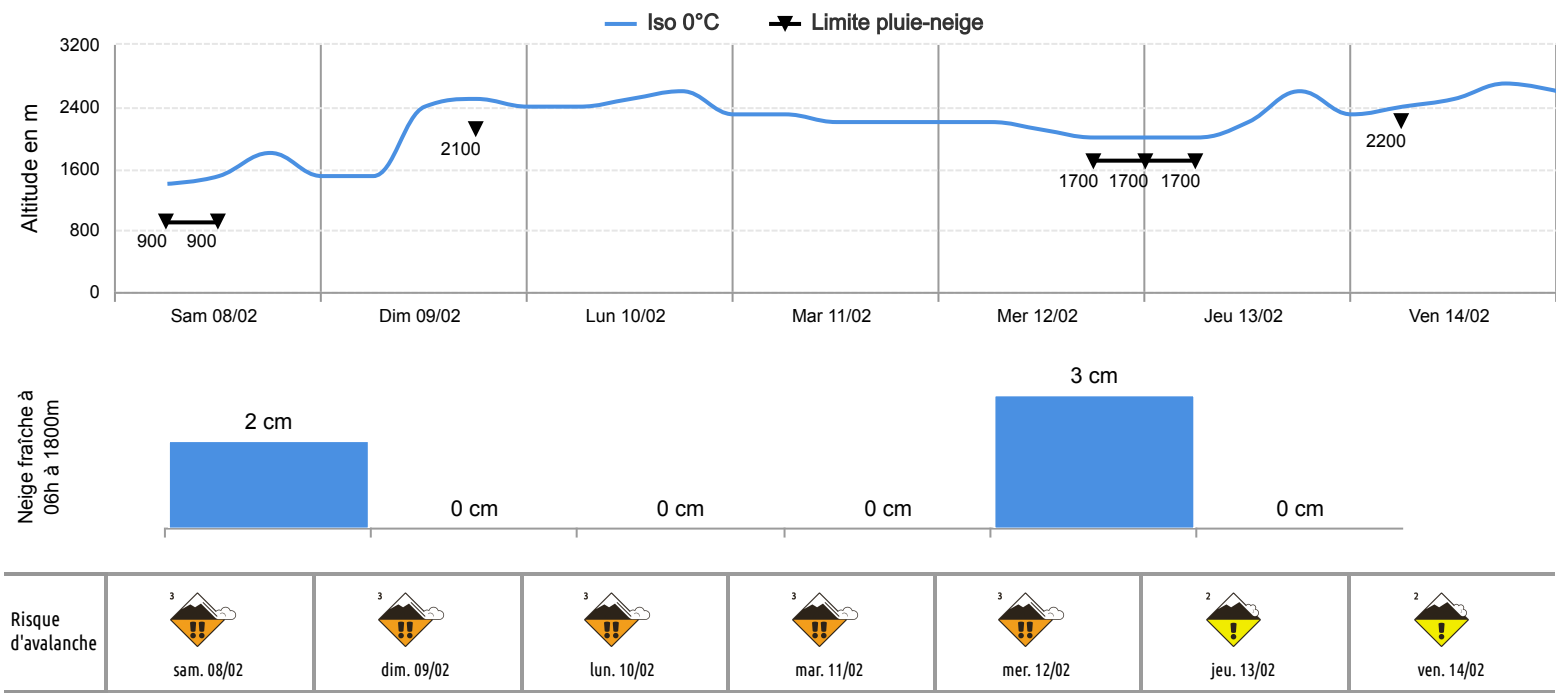 Iso 0°C Limite pluie-neige
3200
2400
1600
800
0
Altitude en m
900 900
2100
1700 1700 1700
2200
Sam 08/02 Dim 09/02 Lun 10/02 Mar 11/02 Mer 12/02 Jeu 13/02 Ven 14/02
Neige fraîche à
06h à 1800m
2 cm 0 cm 0 cm 0 cm 3 cm 0 cm
Risque
d'avalanche
3 3 3 3 3 2 2
!! !! !! !! !! ! !
sam. 08/02 dim. 09/02 lun. 10/02 mar. 11/02 mer. 12/02 jeu. 13/02 ven. 14/02